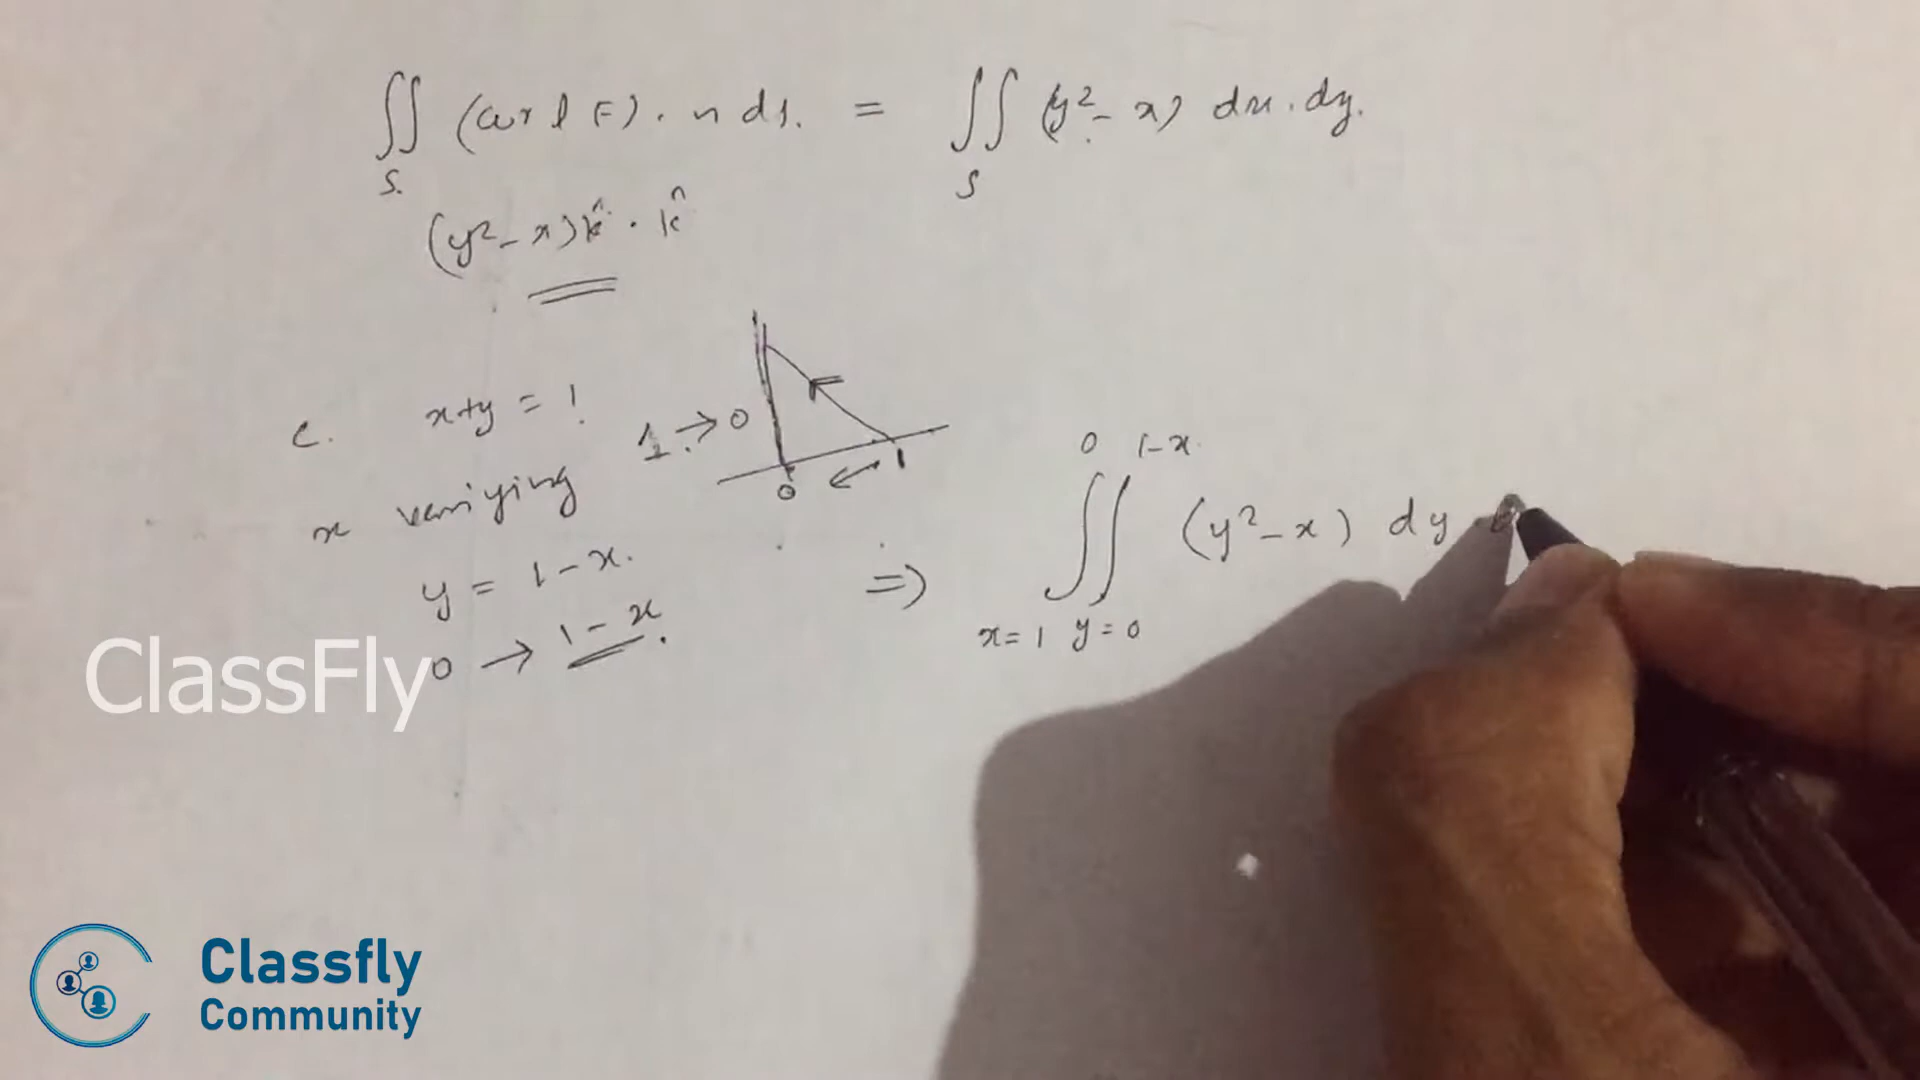 ∬ (curl F) . n ds. = ∬ (y² - x) dx . dy.
S. S
(y² - x)k̂ . k̂
c. x+y = 1
1 → 0
0 1
x veriying
y = 1 - x.
0 → 1 - x.
0 1-x
=> ∬ (y² - x) dy
x=1 y=0
ClassFly
Classfly
Community